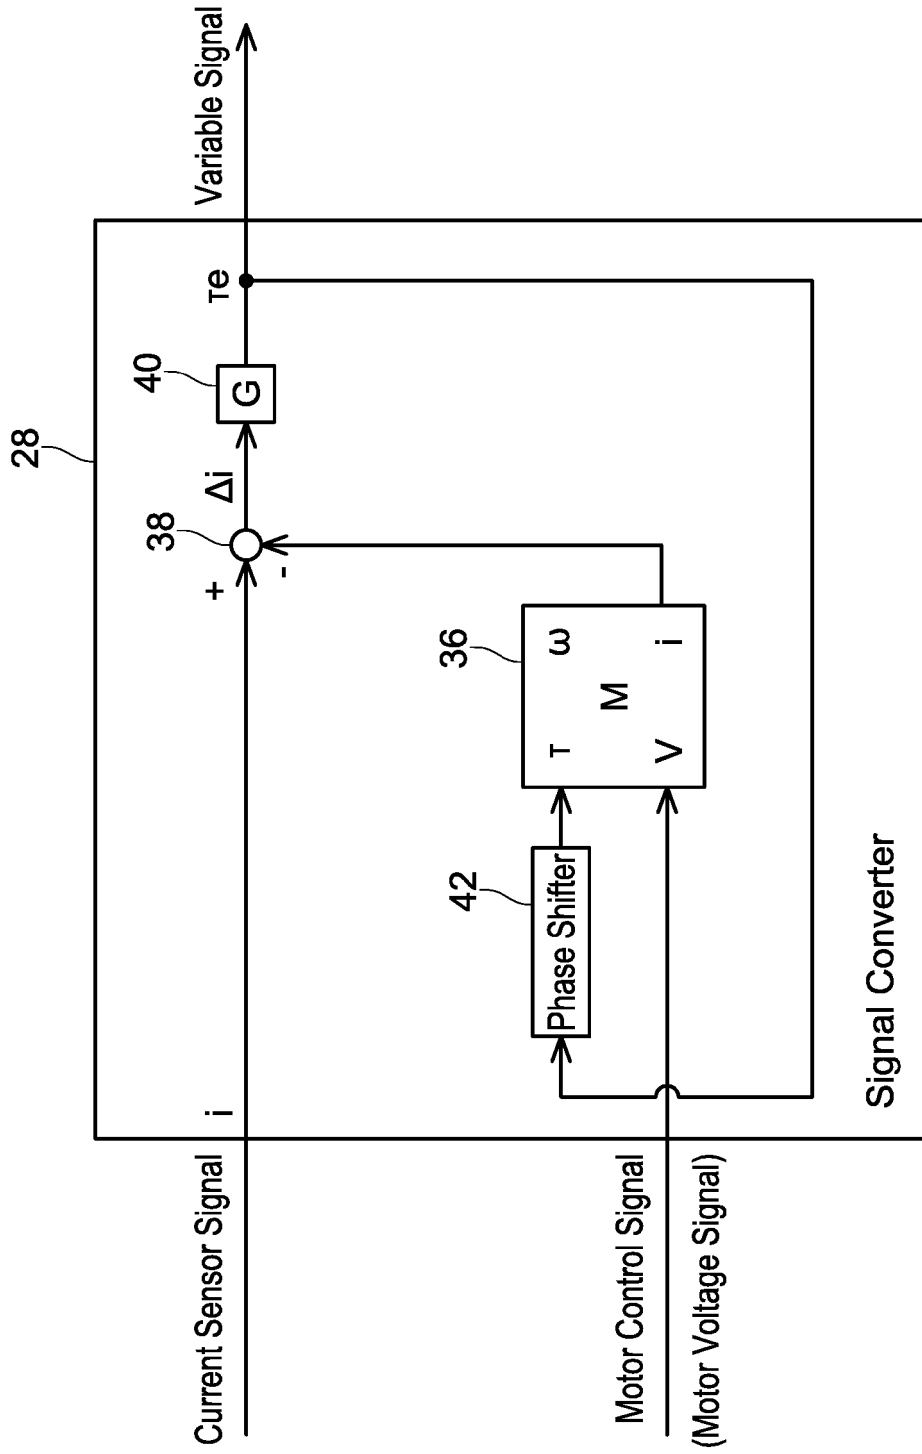 28
40
38
Current Sensor Signal
i
+
-
Δi
G
τe
Variable Signal
36
42
Phase Shifter
τ
ω
M
V
i
Motor Control Signal
(Motor Voltage Signal)
Signal Converter